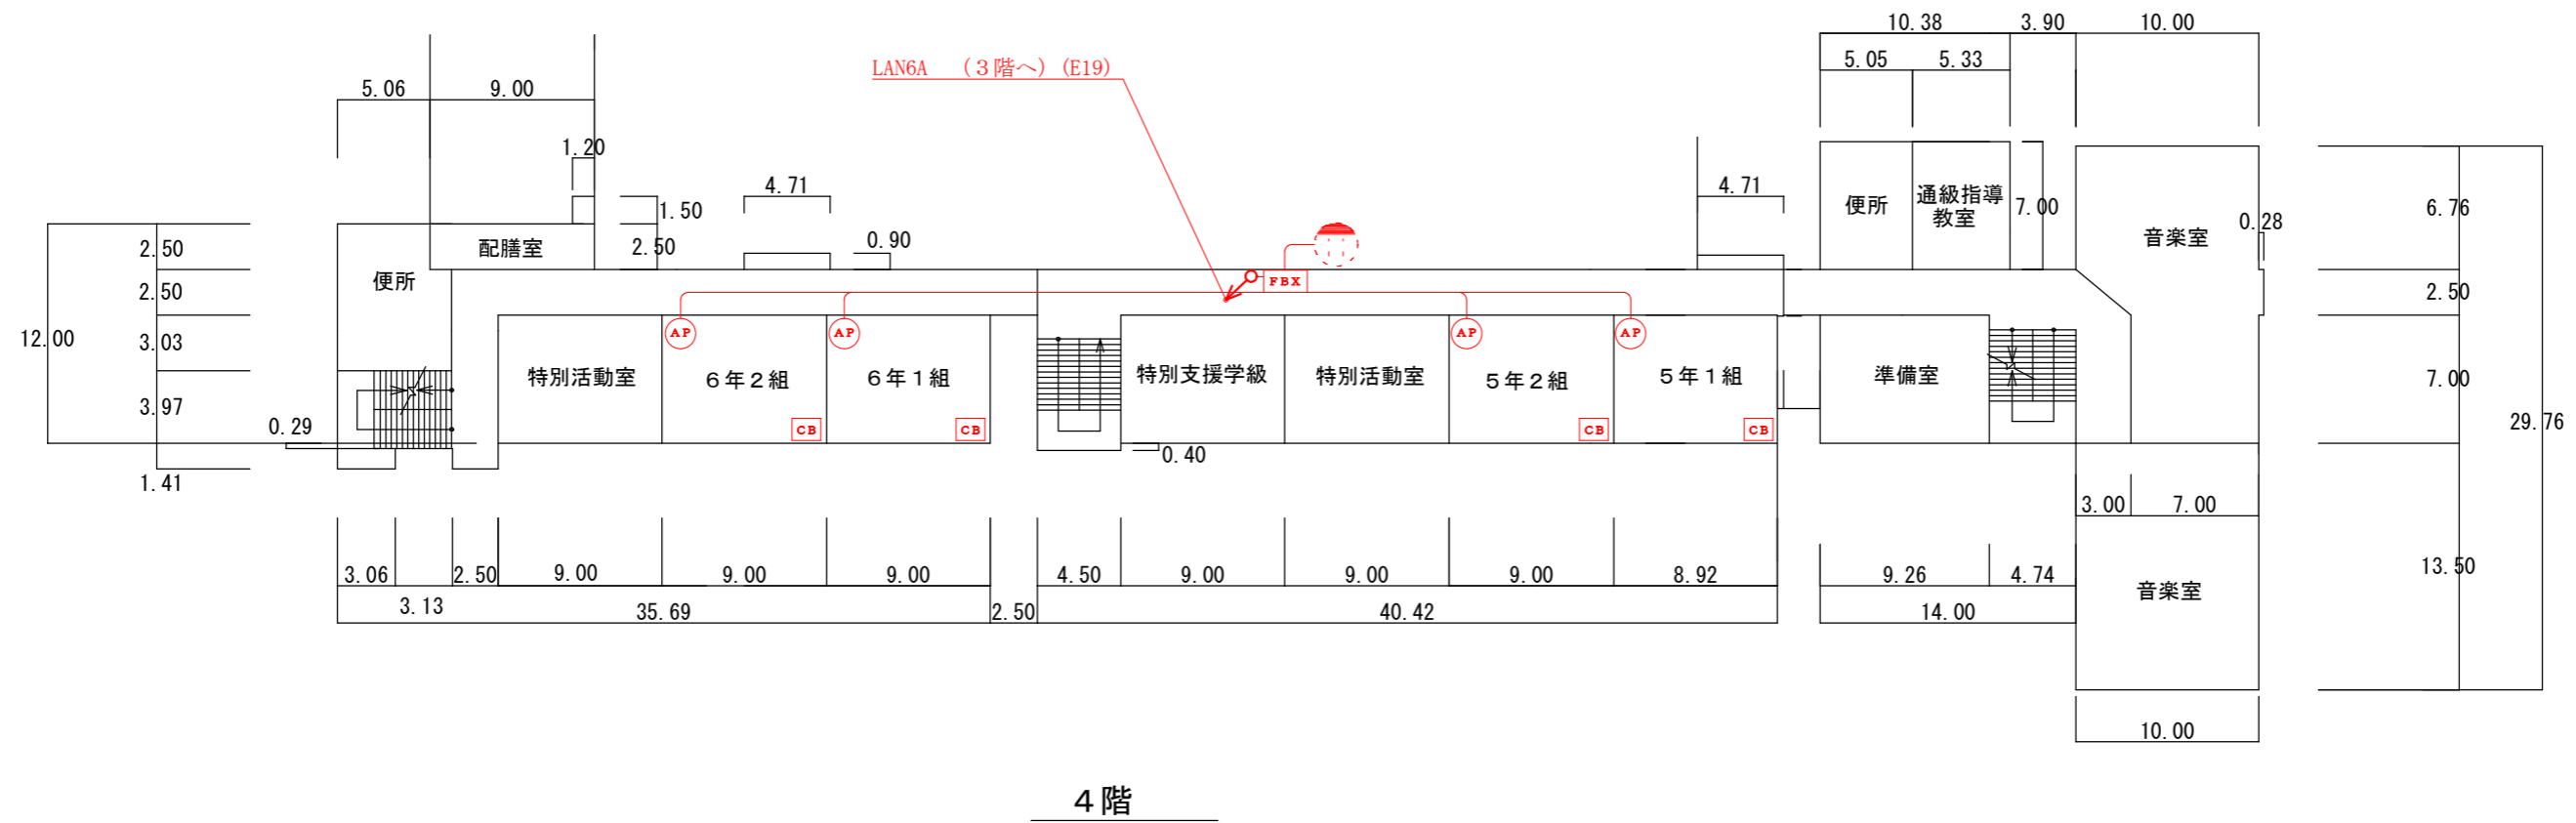 10.38
3.90
10.00
5.05
5.33
LAN6A （３階へ）(E19)
5.06
9.00
1.20
4.71
4.71
1.50
2.50
0.90
便所
通級指導
教室
7.00
音楽室
0.28
6.76
2.50
7.00
29.76
13.50
12.00
2.50
2.50
3.03
3.97
1.41
0.29
配膳室
便所
FBX
AP
AP
AP
AP
特別活動室
６年２組
６年１組
特別支援学級
特別活動室
５年２組
５年１組
準備室
CB
CB
CB
CB
0.40
3.00
7.00
音楽室
10.00
3.06
2.50
9.00
9.00
9.00
4.50
9.00
9.00
9.00
8.92
9.26
4.74
3.13
35.69
2.50
40.42
14.00
４階